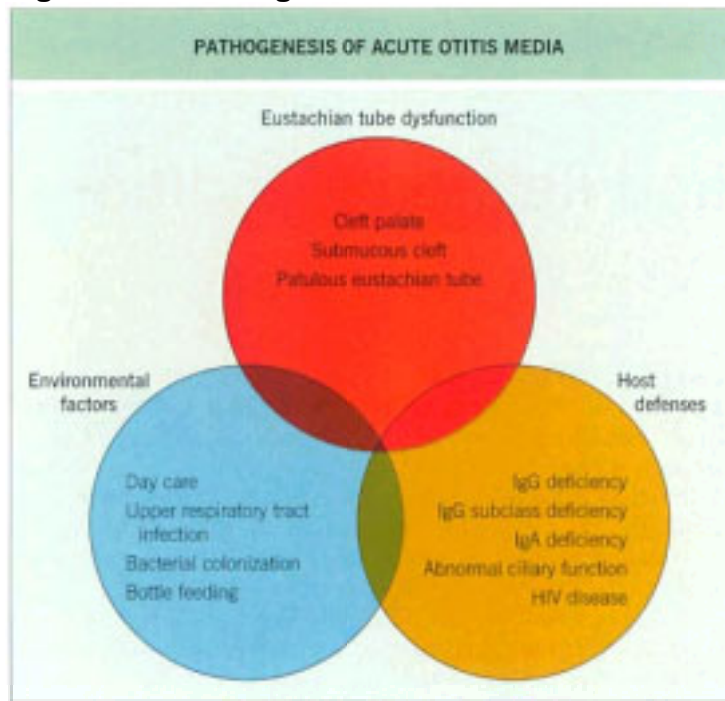 PATHOGENESIS OF ACUTE OTITIS MEDIA
Eustachian tube dysfunction
Cleft palate
Submucous cleft
Patulous eustachian tube
Environmental
factors
Host
defenses
Day care
Upper respiratory tract
infection
Bacterial colonization
Bottle feeding
IgG deficiency
IgG subclass deficiency
IgA deficiency
Abnormal ciliary function
HIV disease